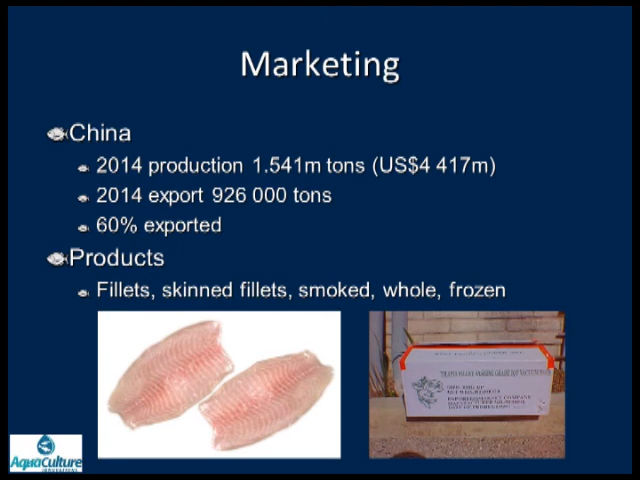 Marketing
China
2014 production 1.541m tons (US$4 417m)
2014 export 926 000 tons
60% exported
Products
Fillets, skinned fillets, smoked, whole, frozen
AquaCulture